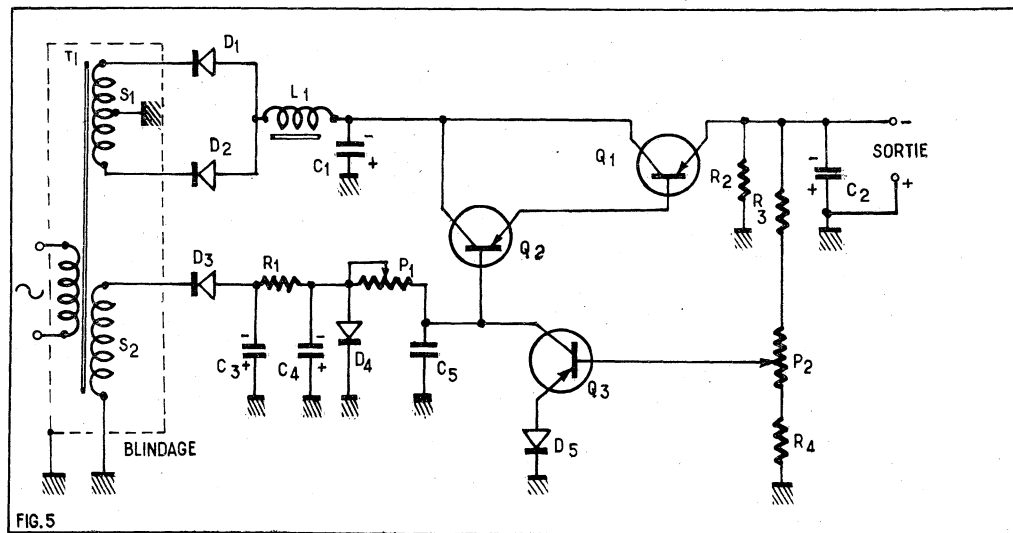 T1
S1
D1
D2
L1
C1
-
+
Q1
R2
R3
-
+
C2
-
SORTIE
+
Q2
S2
D3
R1
P1
-
C3
+
-
C4
+
D4
C5
Q3
P2
D5
R4
BLINDAGE
FIG.5